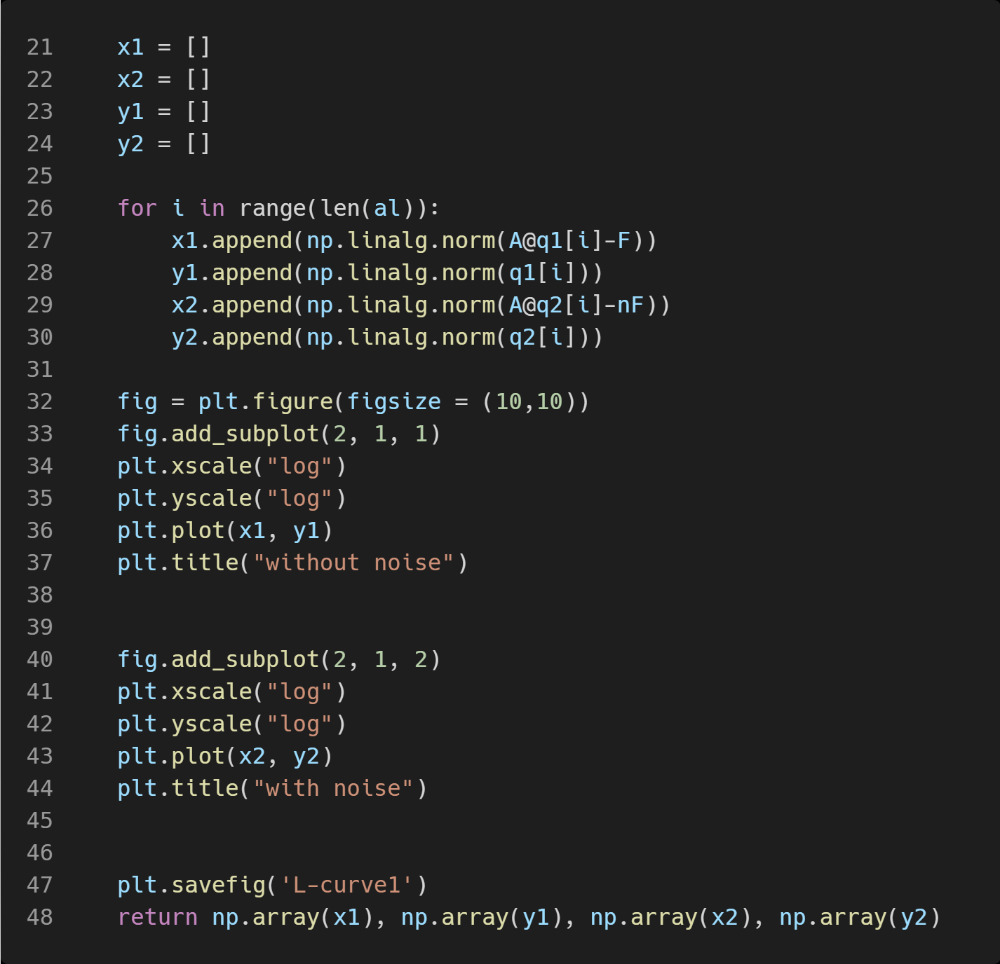 21 x1 = []
22 x2 = []
23 y1 = []
24 y2 = []
25
26 for i in range(len(al)):
27 x1.append(np.linalg.norm(A@q1[i]-F))
28 y1.append(np.linalg.norm(q1[i]))
29 x2.append(np.linalg.norm(A@q2[i]-nF))
30 y2.append(np.linalg.norm(q2[i]))
31
32 fig = plt.figure(figsize = (10,10))
33 fig.add_subplot(2, 1, 1)
34 plt.xscale("log")
35 plt.yscale("log")
36 plt.plot(x1, y1)
37 plt.title("without noise")
38
39
40 fig.add_subplot(2, 1, 2)
41 plt.xscale("log")
42 plt.yscale("log")
43 plt.plot(x2, y2)
44 plt.title("with noise")
45
46
47 plt.savefig('L-curve1')
48 return np.array(x1), np.array(y1), np.array(x2), np.array(y2)